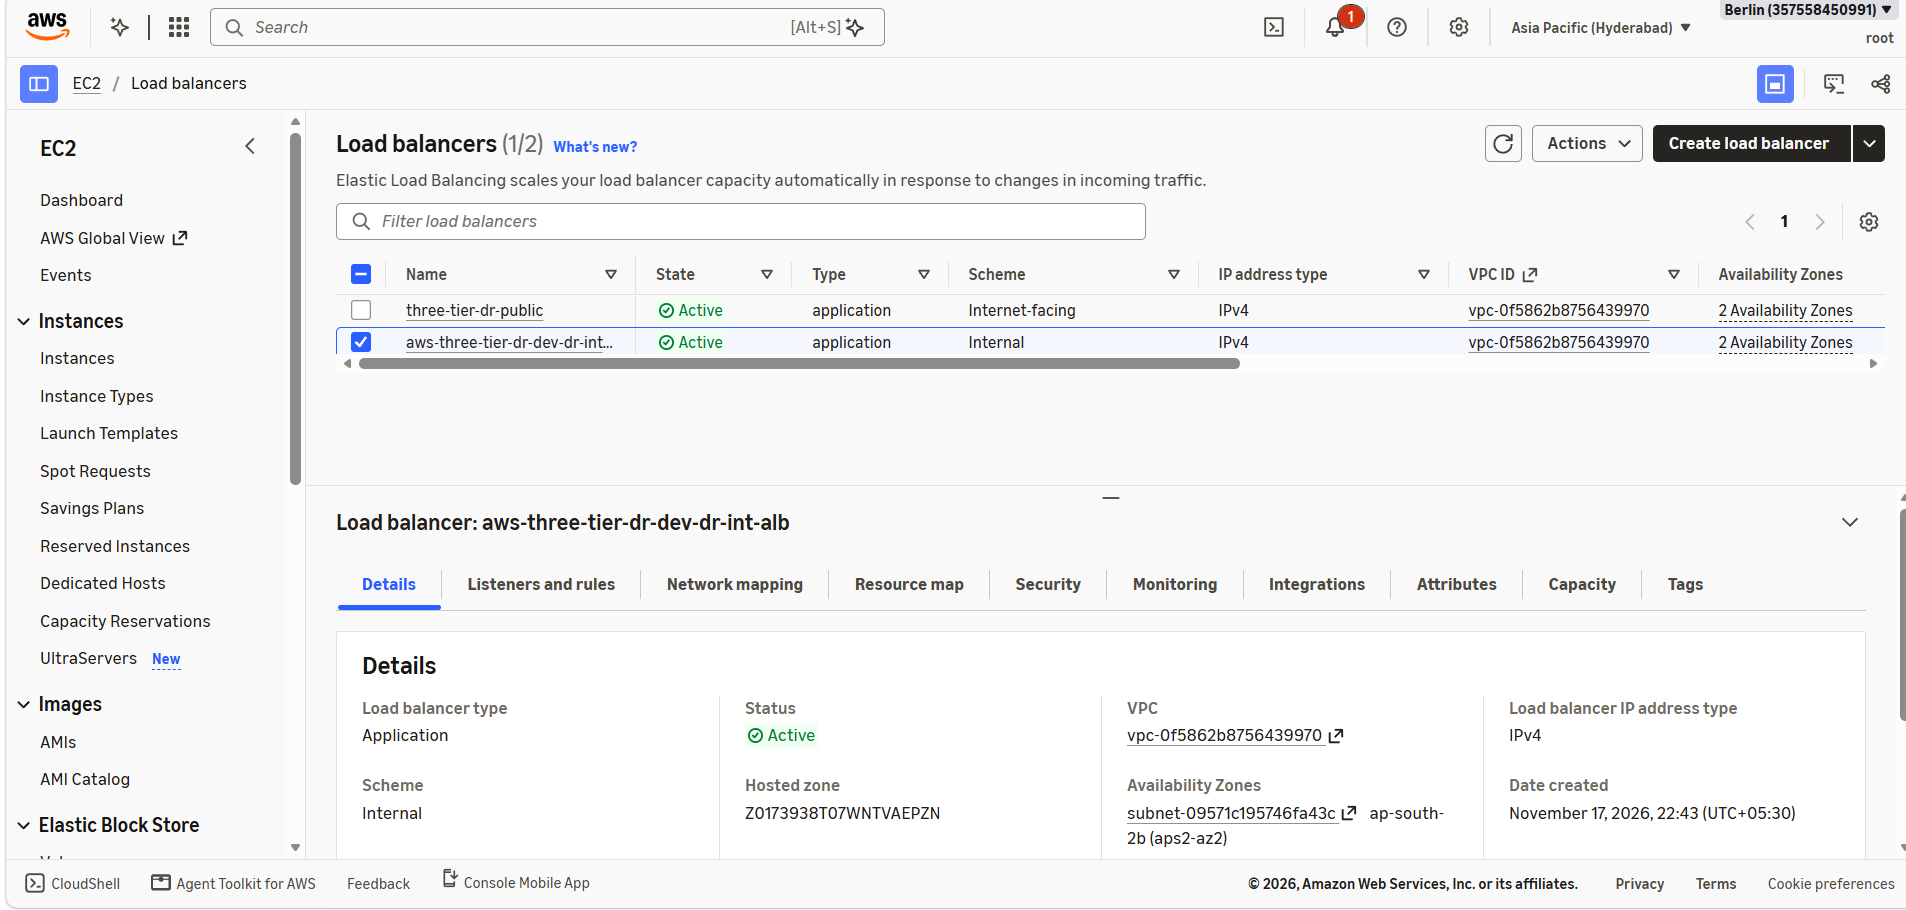 aws
Search [Alt+S]
1
Asia Pacific (Hyderabad)
Berlin (357558450991)
root
EC2 / Load balancers
EC2
Dashboard
AWS Global View
Events
Instances
Instances
Instance Types
Launch Templates
Spot Requests
Savings Plans
Reserved Instances
Dedicated Hosts
Capacity Reservations
UltraServers New
Images
AMIs
AMI Catalog
Elastic Block Store
Load balancers (1/2) What's new?
Actions
Create load balancer
Elastic Load Balancing scales your load balancer capacity automatically in response to changes in incoming traffic.
Filter load balancers
1
Name State Type Scheme IP address type VPC ID Availability Zones
three-tier-dr-public Active application Internet-facing IPv4 vpc-0f5862b8756439970 2 Availability Zones
aws-three-tier-dr-dev-dr-int... Active application Internal IPv4 vpc-0f5862b8756439970 2 Availability Zones
Load balancer: aws-three-tier-dr-dev-dr-int-alb
Details Listeners and rules Network mapping Resource map Security Monitoring Integrations Attributes Capacity Tags
Details
Load balancer type
Application
Status
Active
VPC
vpc-0f5862b8756439970
Load balancer IP address type
IPv4
Scheme
Internal
Hosted zone
Z0173938T07WNTVAEPZN
Availability Zones
subnet-09571c195746fa43c ap-south-
2b (aps2-az2)
Date created
November 17, 2026, 22:43 (UTC+05:30)
CloudShell Agent Toolkit for AWS Feedback Console Mobile App
© 2026, Amazon Web Services, Inc. or its affiliates. Privacy Terms Cookie preferences